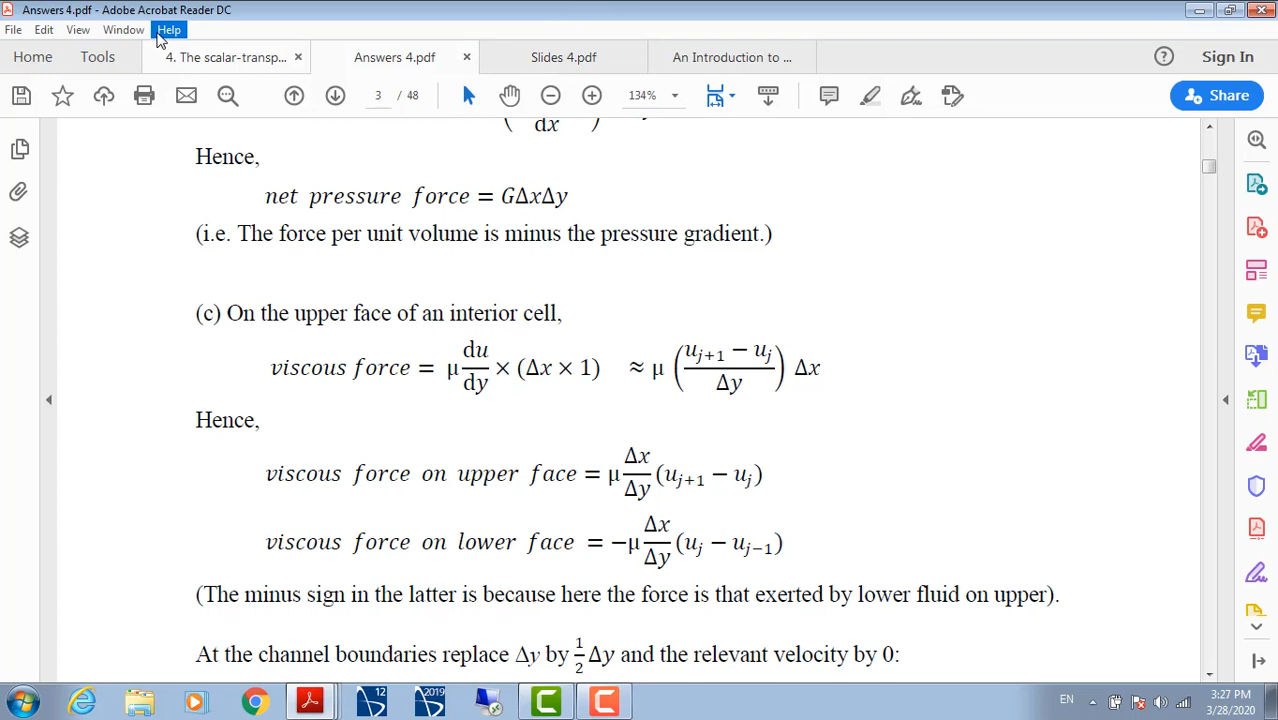 Answers 4.pdf - Adobe Acrobat Reader DC
File Edit View Window Help
Home Tools 4. The scalar-transp... × Answers 4.pdf × Slides 4.pdf An Introduction to ... ? Sign In
3 / 48 134% Share
( dx )
Hence,
net pressure force = GΔxΔy
(i.e. The force per unit volume is minus the pressure gradient.)
(c) On the upper face of an interior cell,
viscous force = μ du/dy × (Δx × 1) ≈ μ ( (u_{j+1} − u_j)/Δy ) Δx
Hence,
viscous force on upper face = μ Δx/Δy (u_{j+1} − u_j)
viscous force on lower face = −μ Δx/Δy (u_j − u_{j−1})
(The minus sign in the latter is because here the force is that exerted by lower fluid on upper).
At the channel boundaries replace Δy by 1/2 Δy and the relevant velocity by 0:
12 2019 EN 3:27 PM
3/28/2020